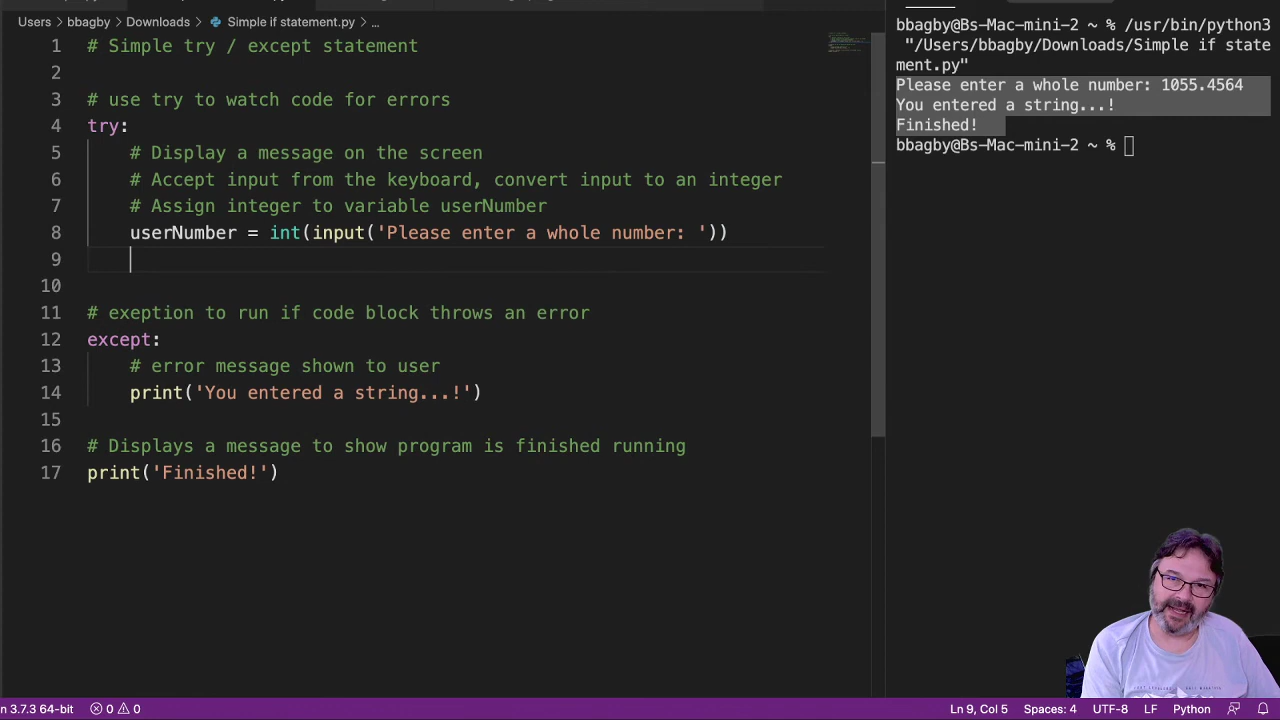 Users > bbagby > Downloads > Simple if statement.py > ...
1 # Simple try / except statement
2
3 # use try to watch code for errors
4 try:
5 # Display a message on the screen
6 # Accept input from the keyboard, convert input to an integer
7 # Assign integer to variable userNumber
8 userNumber = int(input('Please enter a whole number: '))
9
10
11 # exeption to run if code block throws an error
12 except:
13 # error message shown to user
14 print('You entered a string...!')
15
16 # Displays a message to show program is finished running
17 print('Finished!')
bbagby@Bs-Mac-mini-2 ~ % /usr/bin/python3
"/Users/bbagby/Downloads/Simple if state
ment.py"
Please enter a whole number: 1055.4564
You entered a string...!
Finished!
bbagby@Bs-Mac-mini-2 ~ %
n 3.7.3 64-bit 0 0 Ln 9, Col 5 Spaces: 4 UTF-8 LF Python